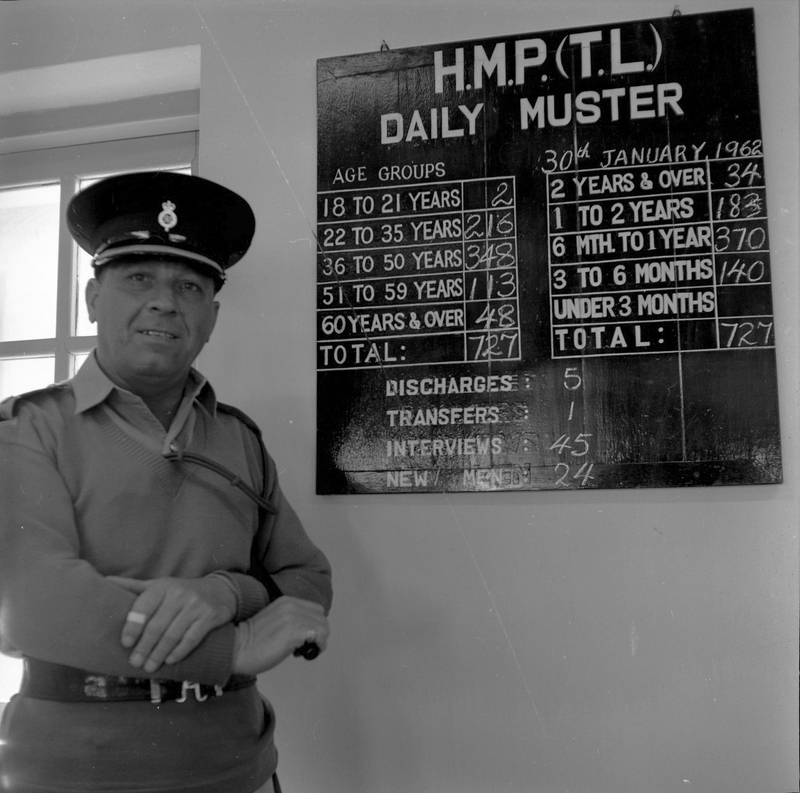 H.M.P. (T.L.)
DAILY MUSTER
AGE GROUPS
18 TO 21 YEARS 2
22 TO 35 YEARS 216
36 TO 50 YEARS 348
51 TO 59 YEARS 113
60 YEARS & OVER 48
TOTAL: 727
30th JANUARY 1962
2 YEARS & OVER 34
1 TO 2 YEARS 183
6 MTH. TO 1 YEAR 370
3 TO 6 MONTHS 140
UNDER 3 MONTHS
TOTAL: 727
DISCHARGES : 5
TRANSFERS : 1
INTERVIEWS : 45
NEW MEN : 24